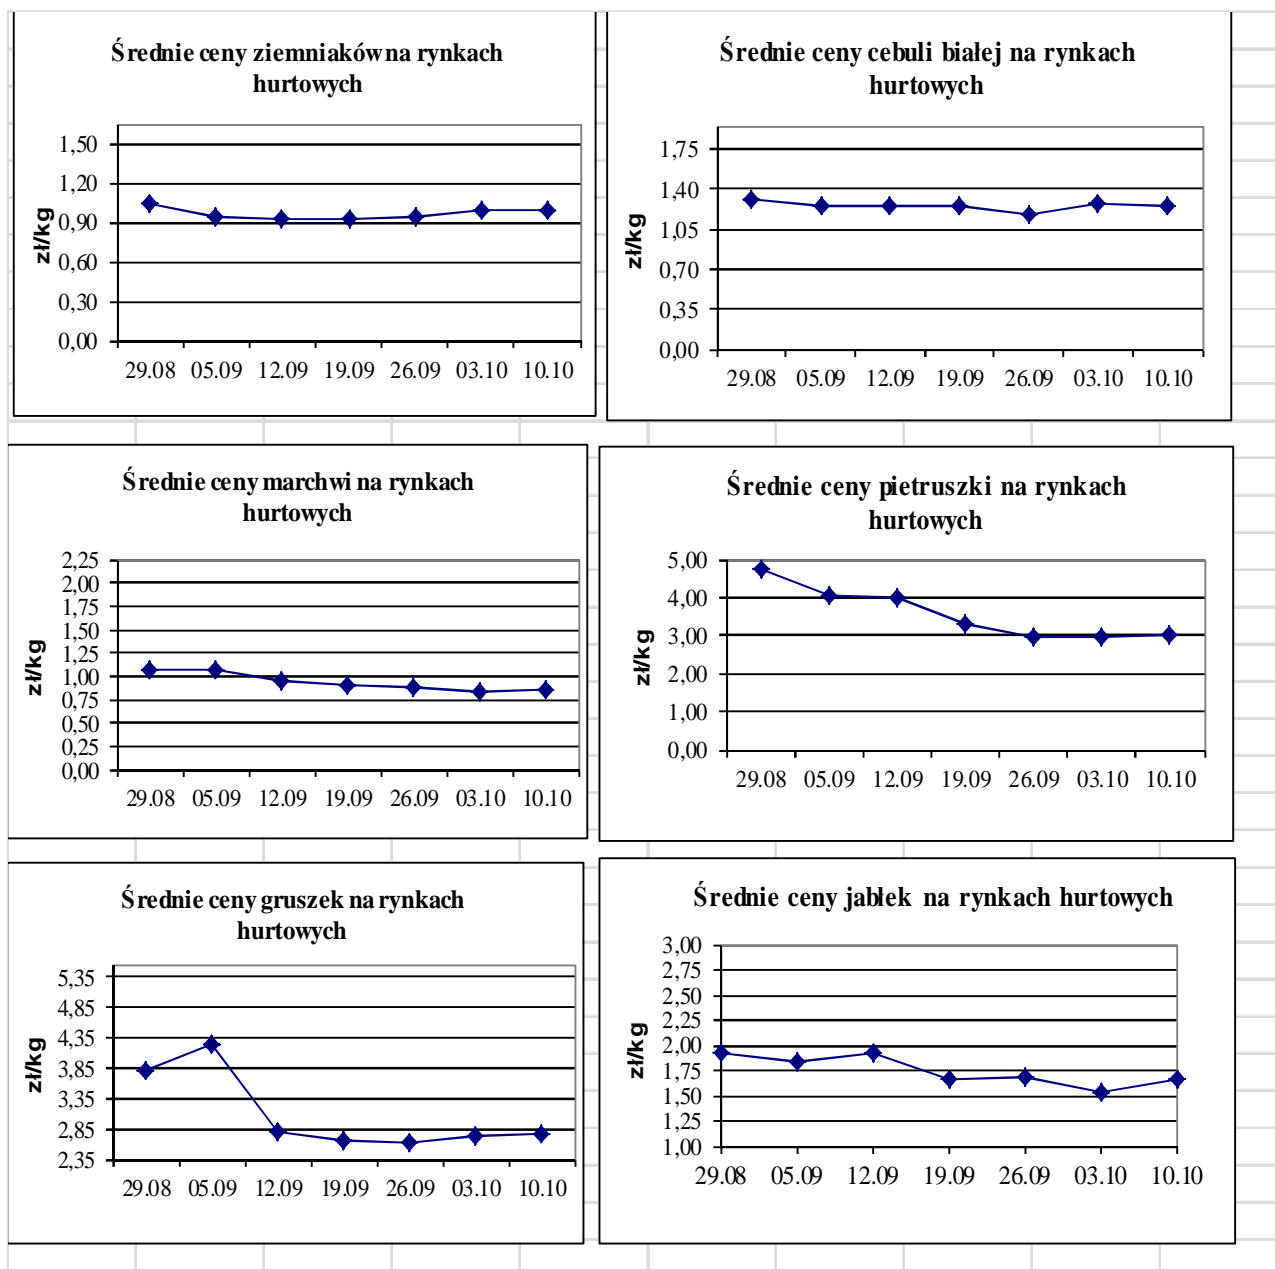 Średnie ceny ziemniaków na rynkach
hurtowych
zł/kg
1,50
1,20
0,90
0,60
0,30
0,00
29.08 05.09 12.09 19.09 26.09 03.10 10.10
Średnie ceny cebuli białej na rynkach
hurtowych
zł/kg
1,75
1,40
1,05
0,70
0,35
0,00
29.08 05.09 12.09 19.09 26.09 03.10 10.10
Średnie ceny marchwi na rynkach
hurtowych
zł/kg
2,25
2,00
1,75
1,50
1,25
1,00
0,75
0,50
0,25
0,00
29.08 05.09 12.09 19.09 26.09 03.10 10.10
Średnie ceny pietruszki na rynkach
hurtowych
zł/kg
5,00
4,00
3,00
2,00
1,00
0,00
29.08 05.09 12.09 19.09 26.09 03.10 10.10
Średnie ceny gruszek na rynkach
hurtowych
zł/kg
5,35
4,85
4,35
3,85
3,35
2,85
2,35
29.08 05.09 12.09 19.09 26.09 03.10 10.10
Średnie ceny jabłek na rynkach hurtowych
zł/kg
3,00
2,75
2,50
2,25
2,00
1,75
1,50
1,25
1,00
29.08 05.09 12.09 19.09 26.09 03.10 10.10